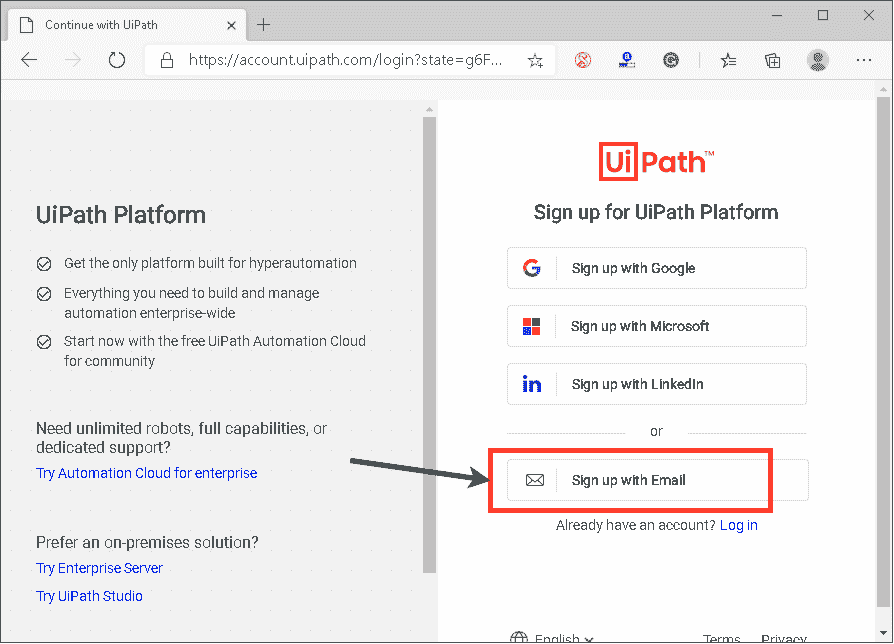 Continue with UiPath
https://account.uipath.com/login?state=g6F...
UiPath Platform
Get the only platform built for hyperautomation
Everything you need to build and manage
automation enterprise-wide
Start now with the free UiPath Automation Cloud
for community
Need unlimited robots, full capabilities, or
dedicated support?
Try Automation Cloud for enterprise
Prefer an on-premises solution?
Try Enterprise Server
Try UiPath Studio
UiPath™
Sign up for UiPath Platform
Sign up with Google
Sign up with Microsoft
in Sign up with LinkedIn
or
Sign up with Email
Already have an account? Log in
English Terms Privacy